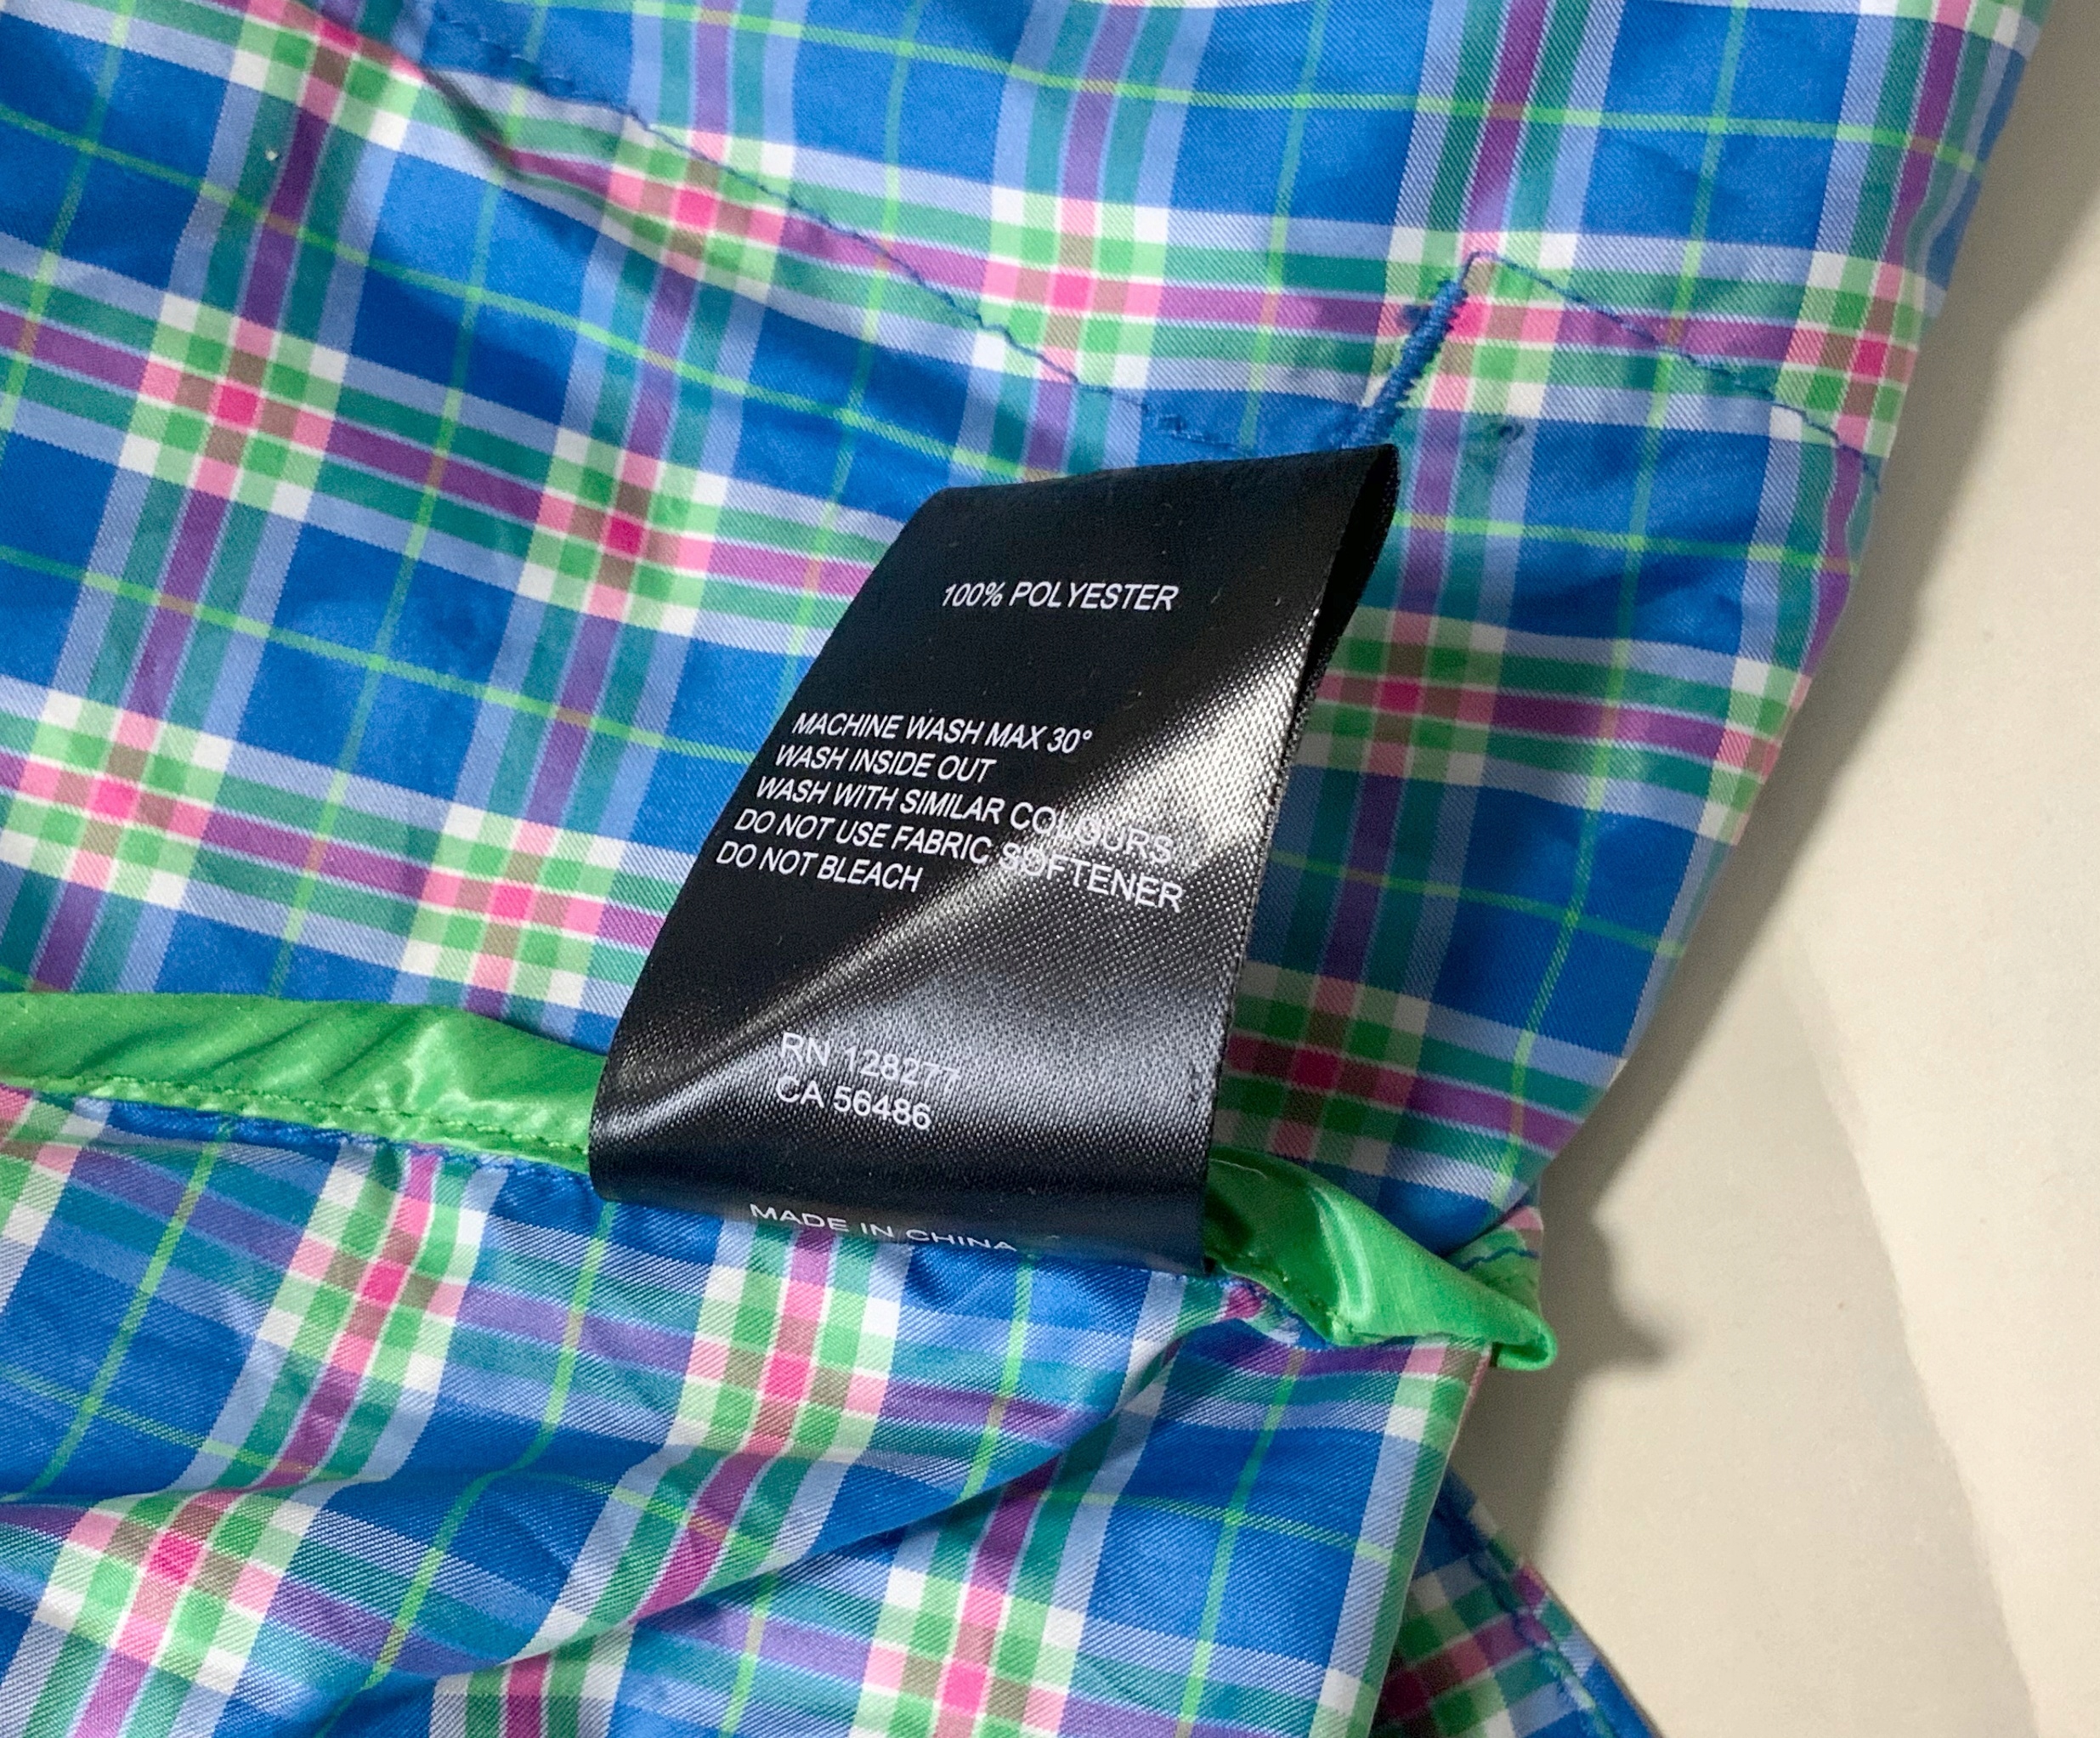 100% POLYESTER
MACHINE WASH MAX 30°
WASH INSIDE OUT
WASH WITH SIMILAR COLOURS
DO NOT USE FABRIC SOFTENER
DO NOT BLEACH
RN 128277
CA 56486
MADE IN CHINA